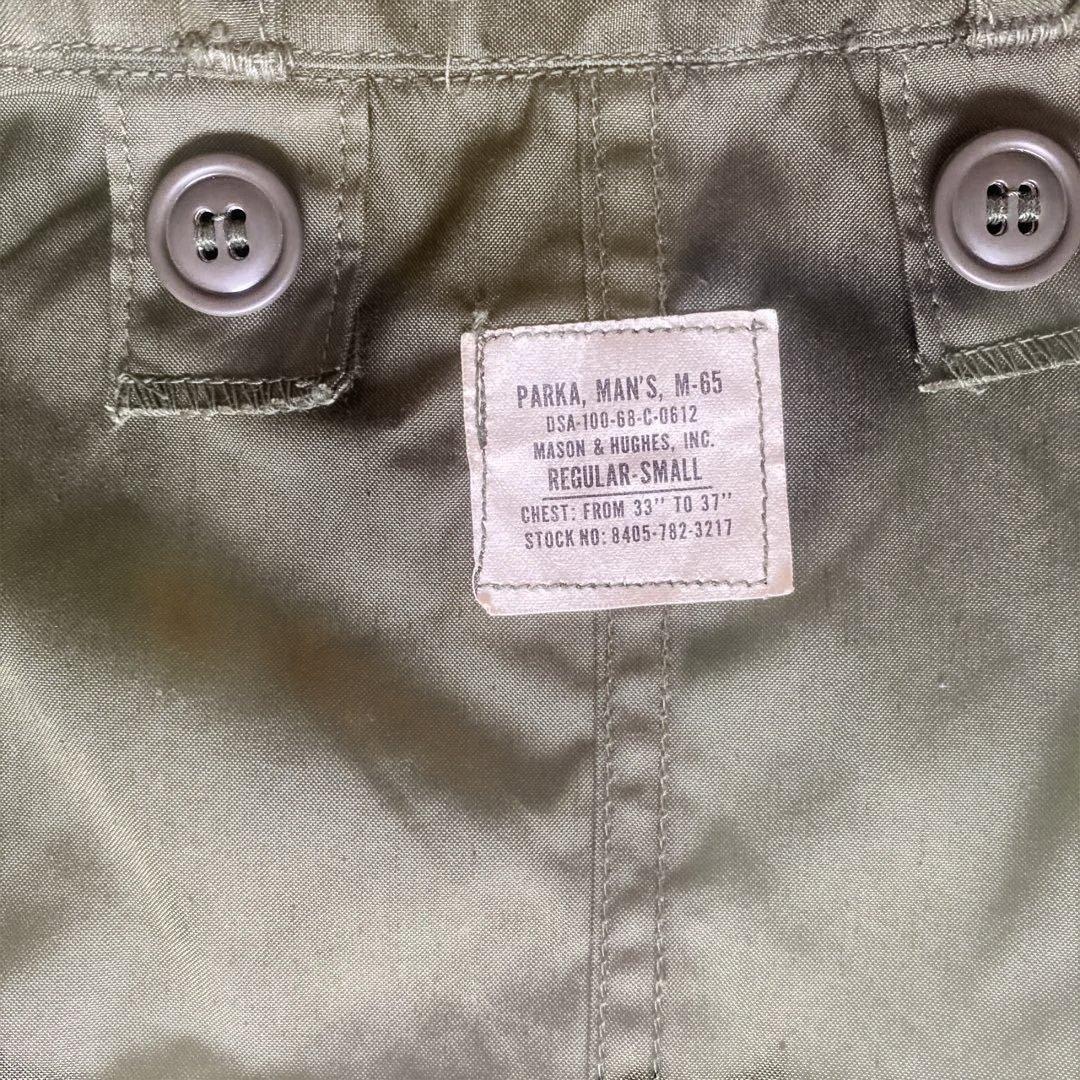 PARKA, MAN'S, M-65
DSA-100-68-C-0612
MASON & HUGHES, INC.
REGULAR-SMALL
CHEST: FROM 33" TO 37"
STOCK NO: 8405-782-3217